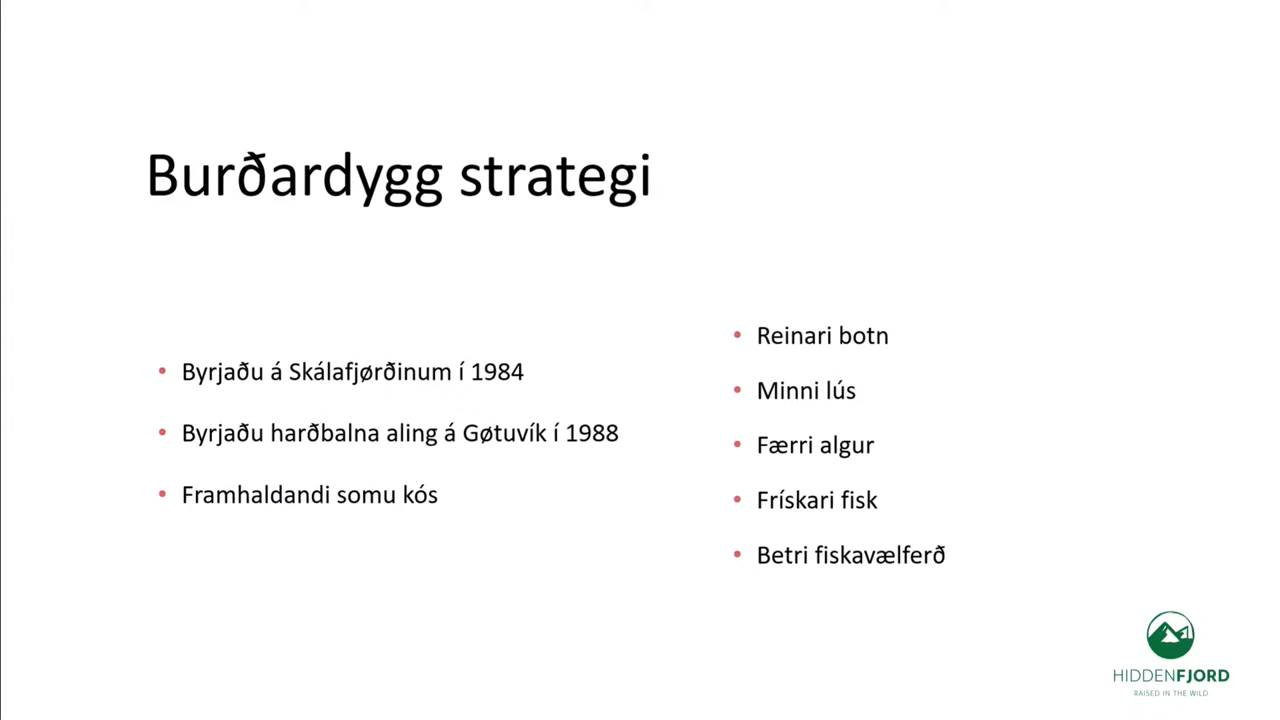 Burðardygg strategi
Byrjaðu á Skálafjørðinum í 1984
Byrjaðu harðbalna aling á Gøtuvík í 1988
Framhaldandi somu kós
Reinari botn
Minni lús
Færri algur
Frískari fisk
Betri fiskavælferð
HIDDENFJORD
RAISED IN THE WILD